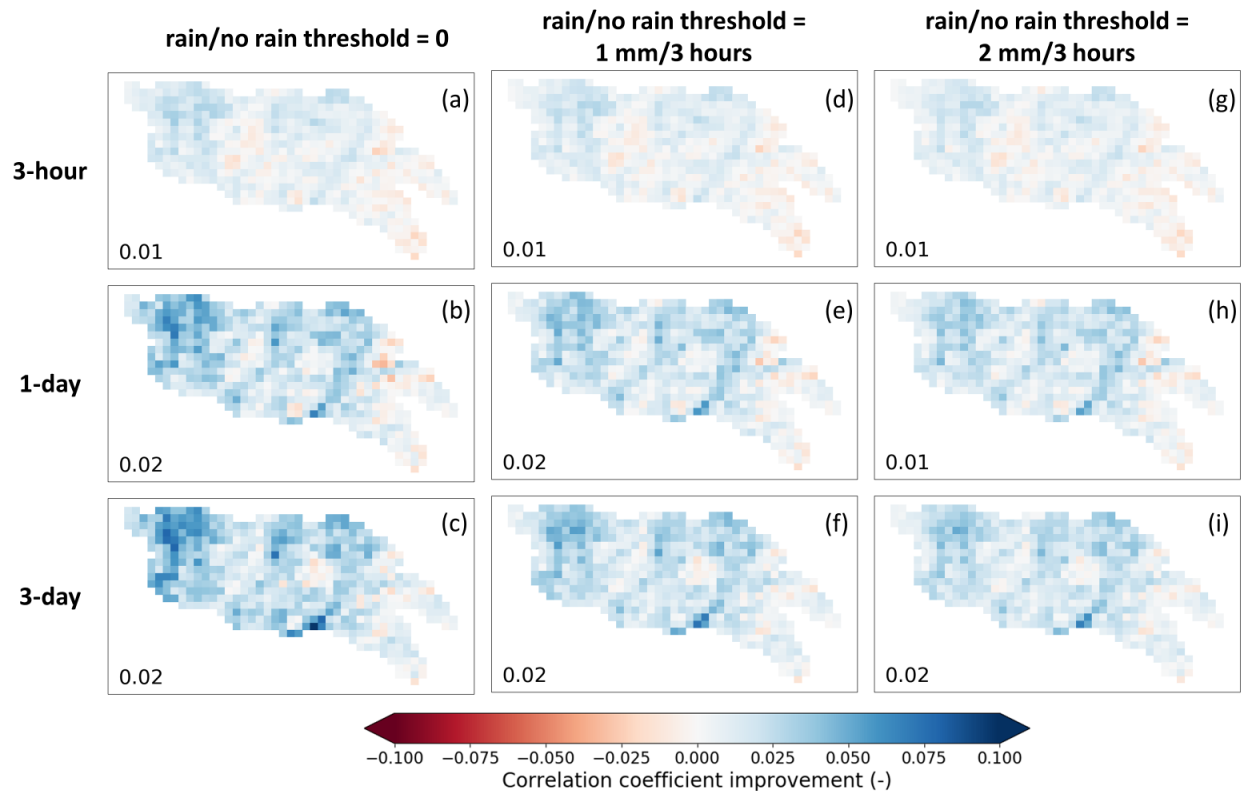 rain/no rain threshold = 0
rain/no rain threshold =
1 mm/3 hours
rain/no rain threshold =
2 mm/3 hours
3-hour
(a)
0.01
(d)
0.01
(g)
0.01
1-day
(b)
0.02
(e)
0.02
(h)
0.01
3-day
(c)
0.02
(f)
0.02
(i)
0.02
−0.100 −0.075 −0.050 −0.025 0.000 0.025 0.050 0.075 0.100
Correlation coefficient improvement (-)